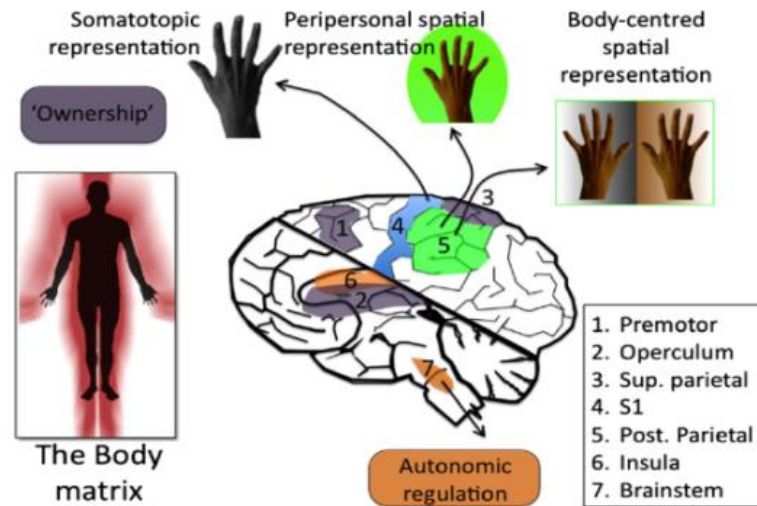 Somatotopic
representation
Peripersonal spatial
representation
Body-centred
spatial
representation
'Ownership'
1
4
3
5
6
2
7
The Body
matrix
Autonomic
regulation
1. Premotor
2. Operculum
3. Sup. parietal
4. S1
5. Post. Parietal
6. Insula
7. Brainstem